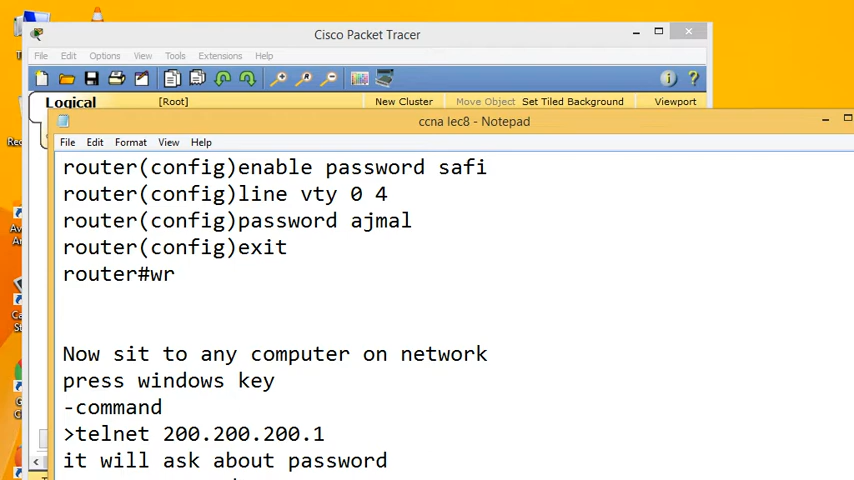 Cisco Packet Tracer
File Edit Options View Tools Extensions Help
Logical [Root] New Cluster Move Object Set Tiled Background Viewport
ccna lec8 - Notepad
File Edit Format View Help
router(config)enable password safi
router(config)line vty 0 4
router(config)password ajmal
router(config)exit
router#wr
Now sit to any computer on network
press windows key
-command
>telnet 200.200.200.1
it will ask about password